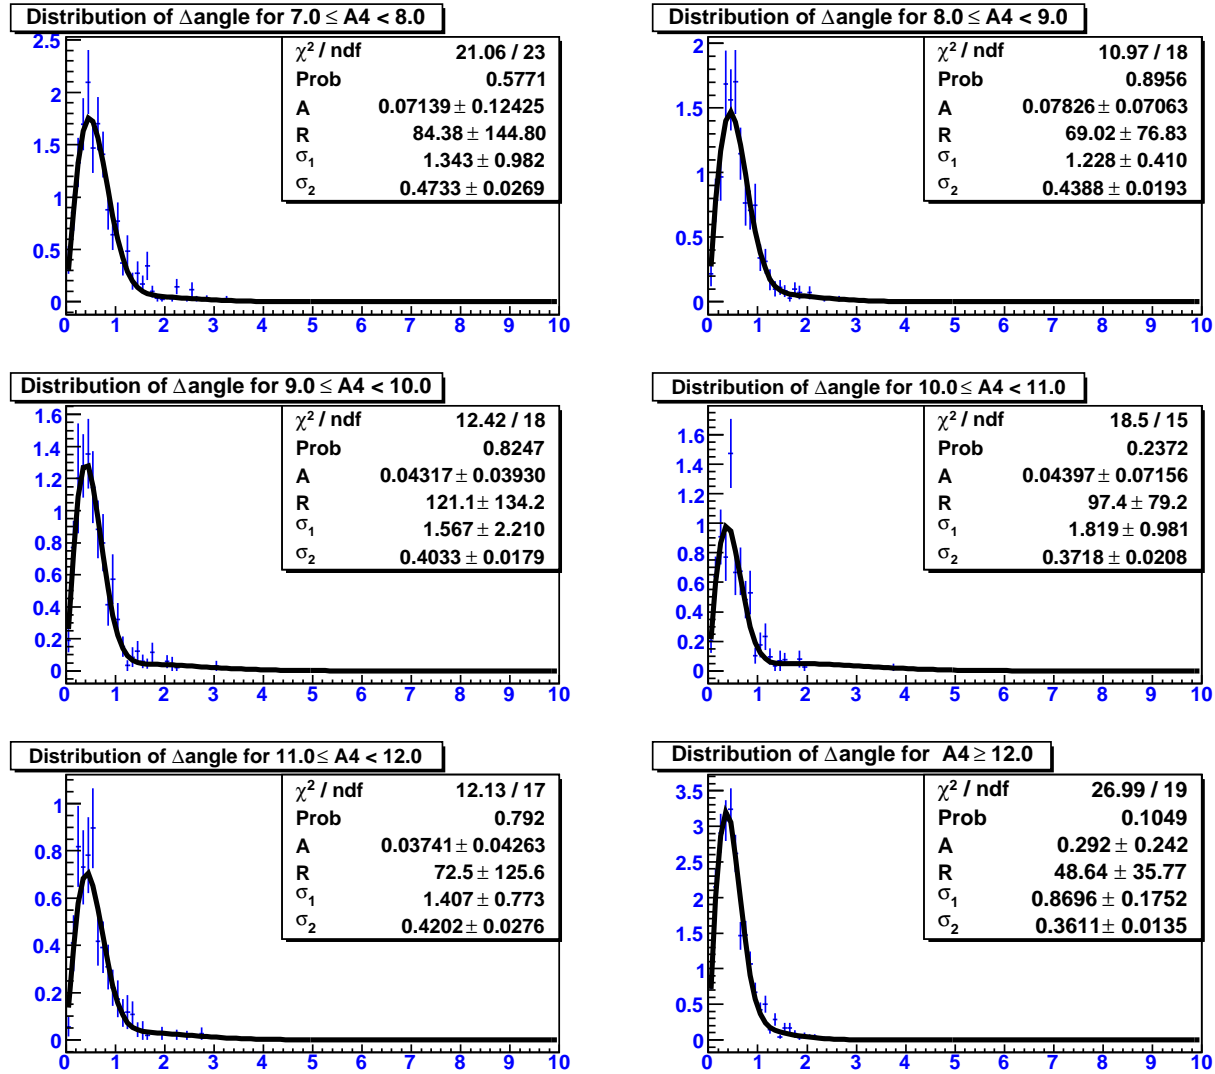 Distribution of Δangle for 7.0 ≤ A4 < 8.0
χ² / ndf 21.06 / 23
Prob 0.5771
A 0.07139 ± 0.12425
R 84.38 ± 144.80
σ₁ 1.343 ± 0.982
σ₂ 0.4733 ± 0.0269
2.5
2
1.5
1
0.5
0
0 1 2 3 4 5 6 7 8 9 10
Distribution of Δangle for 8.0 ≤ A4 < 9.0
χ² / ndf 10.97 / 18
Prob 0.8956
A 0.07826 ± 0.07063
R 69.02 ± 76.83
σ₁ 1.228 ± 0.410
σ₂ 0.4388 ± 0.0193
2
1.5
1
0.5
0
0 1 2 3 4 5 6 7 8 9 10
Distribution of Δangle for 9.0 ≤ A4 < 10.0
χ² / ndf 12.42 / 18
Prob 0.8247
A 0.04317 ± 0.03930
R 121.1 ± 134.2
σ₁ 1.567 ± 2.210
σ₂ 0.4033 ± 0.0179
1.6
1.4
1.2
1
0.8
0.6
0.4
0.2
0
0 1 2 3 4 5 6 7 8 9 10
Distribution of Δangle for 10.0 ≤ A4 < 11.0
χ² / ndf 18.5 / 15
Prob 0.2372
A 0.04397 ± 0.07156
R 97.4 ± 79.2
σ₁ 1.819 ± 0.981
σ₂ 0.3718 ± 0.0208
1.6
1.4
1.2
1
0.8
0.6
0.4
0.2
0
0 1 2 3 4 5 6 7 8 9 10
Distribution of Δangle for 11.0 ≤ A4 < 12.0
χ² / ndf 12.13 / 17
Prob 0.792
A 0.03741 ± 0.04263
R 72.5 ± 125.6
σ₁ 1.407 ± 0.773
σ₂ 0.4202 ± 0.0276
1
0.8
0.6
0.4
0.2
0
0 1 2 3 4 5 6 7 8 9 10
Distribution of Δangle for A4 ≥ 12.0
χ² / ndf 26.99 / 19
Prob 0.1049
A 0.292 ± 0.242
R 48.64 ± 35.77
σ₁ 0.8696 ± 0.1752
σ₂ 0.3611 ± 0.0135
3.5
3
2.5
2
1.5
1
0.5
0
0 1 2 3 4 5 6 7 8 9 10